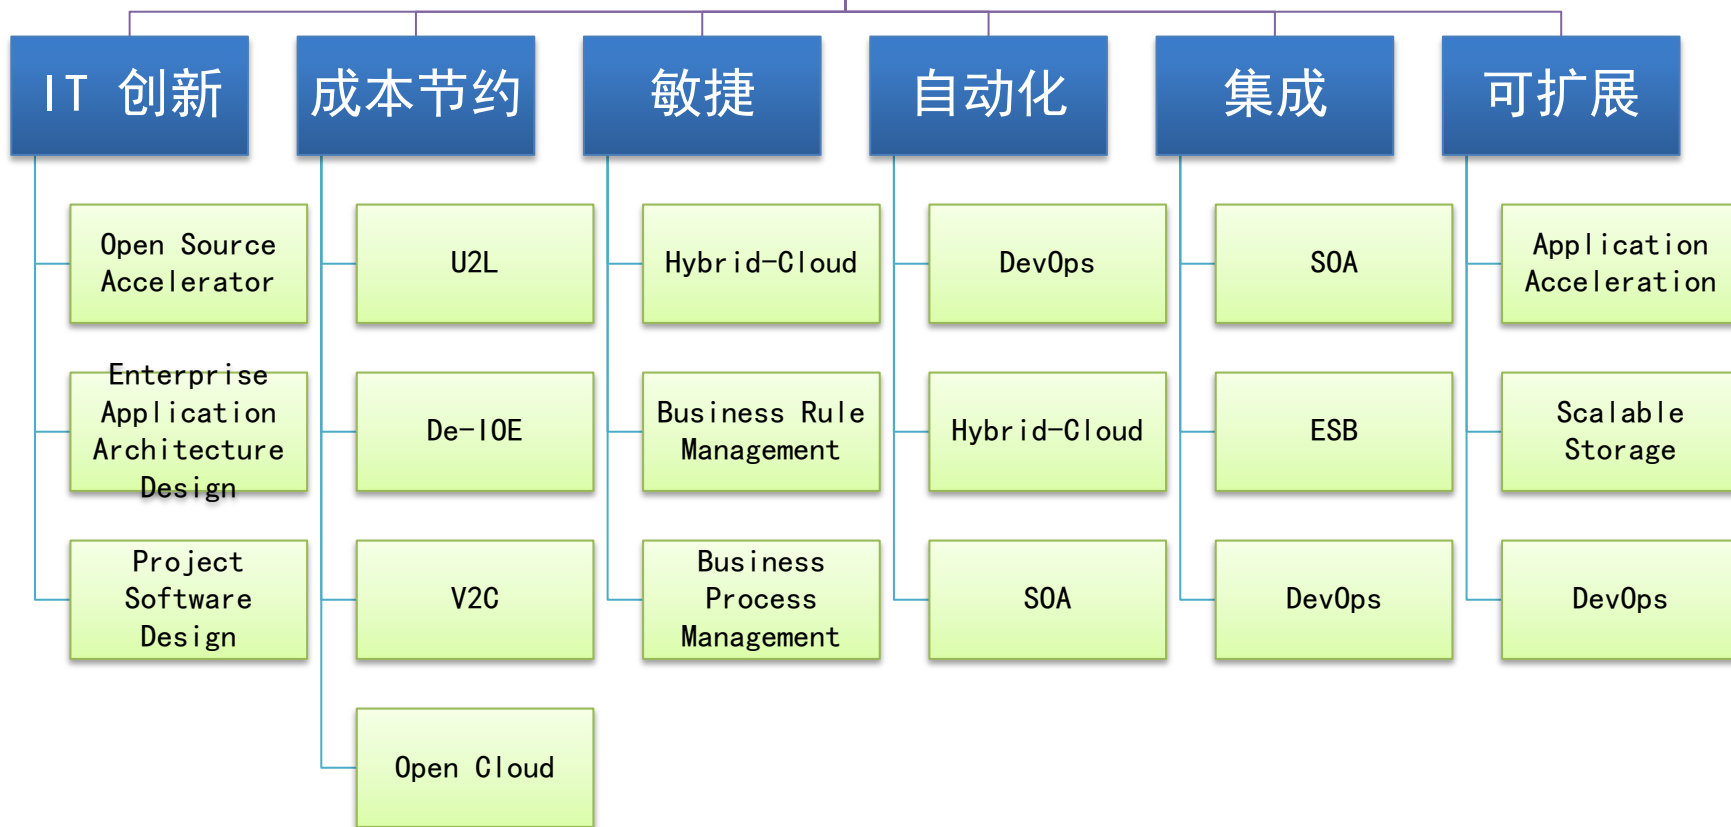 IT 创新
成本节约
敏捷
自动化
集成
可扩展
Open Source
Accelerator
Enterprise
Application
Architecture
Design
Project
Software
Design
U2L
De-IOE
V2C
Open Cloud
Hybrid-Cloud
Business Rule
Management
Business
Process
Management
DevOps
Hybrid-Cloud
SOA
SOA
ESB
DevOps
Application
Acceleration
Scalable
Storage
DevOps